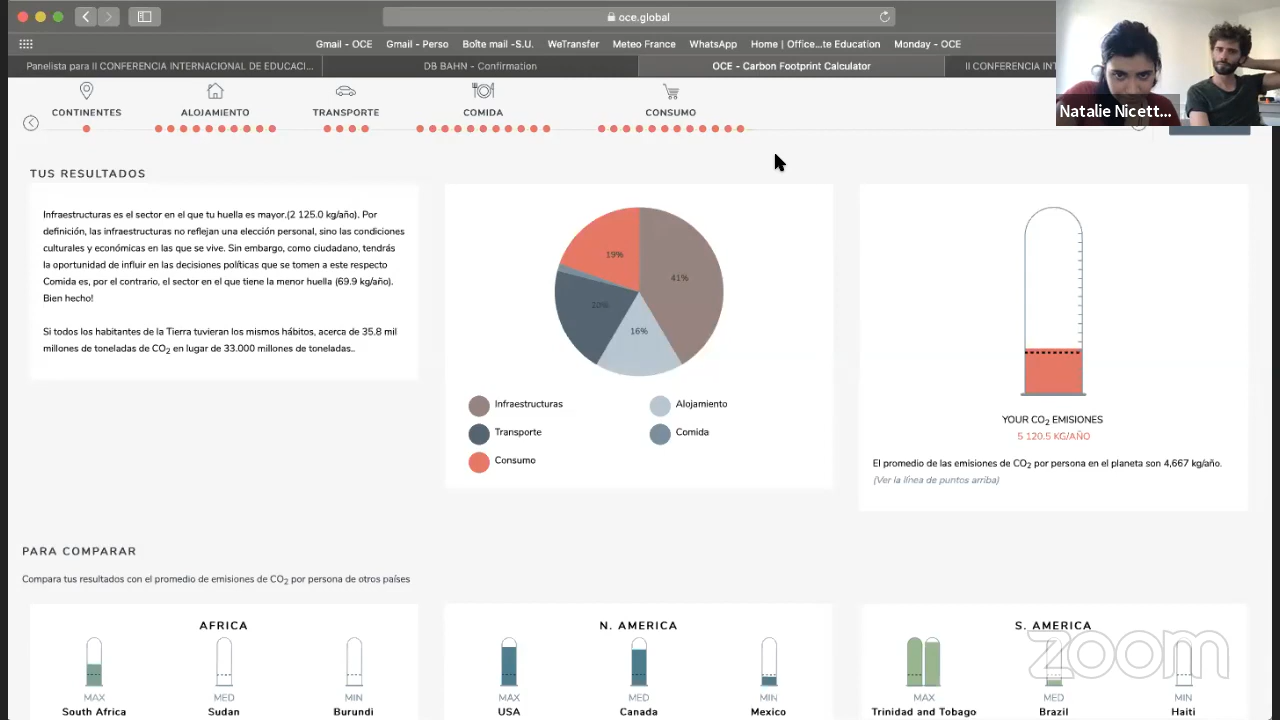 oce.global
Gmail - OCE
Gmail - Perso
Boîte mail -S.U.
WeTransfer
Meteo France
WhatsApp
Home | Office...te Education
Monday - OCE
Panelista para II CONFERENCIA INTERNACIONAL DE EDUCACI...
DB BAHN - Confirmation
OCE - Carbon Footprint Calculator
II CONFERENCIA INT
Natalie Nicett...
CONTINENTES
ALOJAMIENTO
TRANSPORTE
COMIDA
CONSUMO
TUS RESULTADOS
Infraestructuras es el sector en el que tu huella es mayor.(2 125.0 kg/año). Por
definición, las infraestructuras no reflejan una elección personal, sino las condiciones
culturales y económicas en las que se vive. Sin embargo, como ciudadano, tendrás
la oportunidad de influir en las decisiones políticas que se tomen a este respecto
Comida es, por el contrario, el sector en el que tiene la menor huella (69.9 kg/año).
Bien hecho!
Si todos los habitantes de la Tierra tuvieran los mismos hábitos, acerca de 35.8 mil
millones de toneladas de CO2 en lugar de 33.000 millones de toneladas..
19%
41%
20%
16%
Infraestructuras
Alojamiento
Transporte
Comida
Consumo
YOUR CO2 EMISIONES
5 120.5 KG/AÑO
El promedio de las emisiones de CO2 por persona en el planeta son 4,667 kg/año.
(Ver la línea de puntos arriba)
PARA COMPARAR
Compara tus resultados con el promedio de emisiones de CO2 por persona de otros países
AFRICA
MAX
MED
MIN
South Africa
Sudan
Burundi
N. AMERICA
MAX
MED
MIN
USA
Canada
Mexico
S. AMERICA
MAX
MED
MIN
Trinidad and Tobago
Brazil
Haiti
zoom